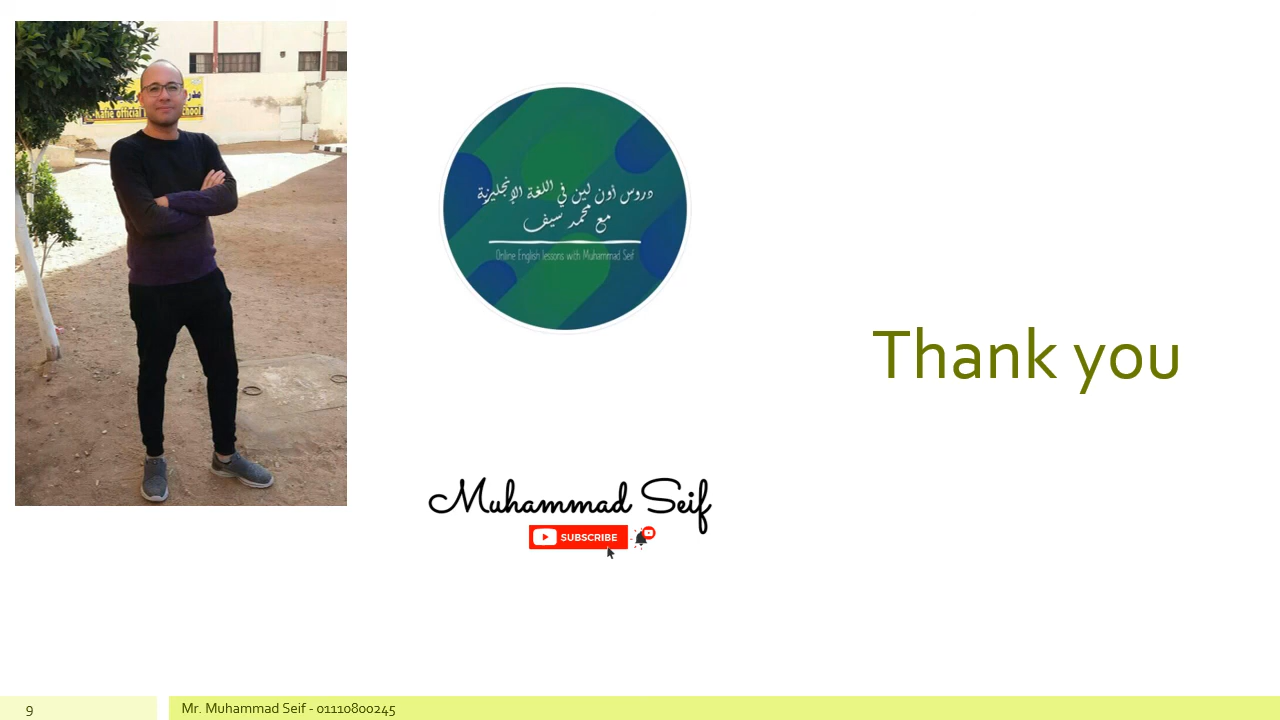 official
دروس أون لين في اللغة الإنجليزية
مع محمد سيف
Online English lessons with Muhammad Seif
Thank you
Muhammad Seif
SUBSCRIBE
9
Mr. Muhammad Seif - 01110800245